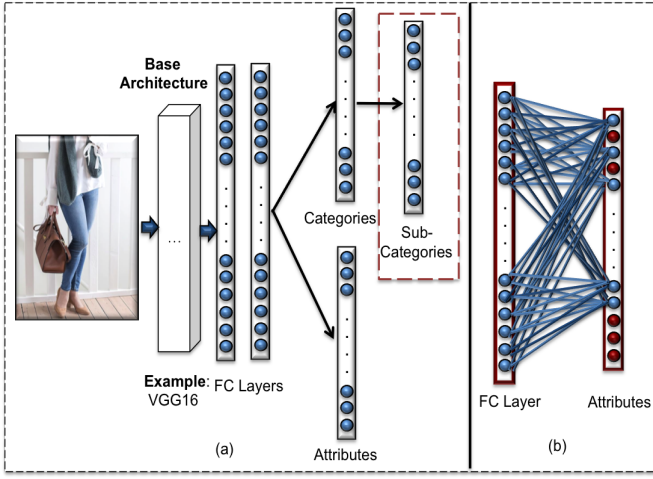 Base
Architecture
...
Example:
VGG16
FC Layers
Categories
Sub-
Categories
Attributes
(a)
FC Layer
Attributes
(b)